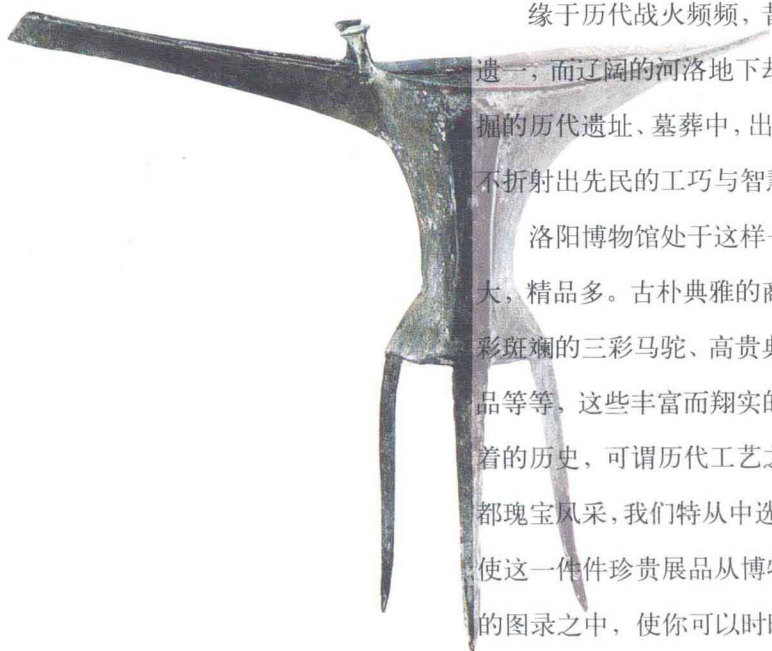 缘于历代战火频频，
遗一，而辽阔的河洛地下却
掘的历代遗址、墓葬中，出
不折射出先民的工巧与智慧
洛阳博物馆处于这样一
大，精品多。古朴典雅的商
彩斑斓的三彩马驼、高贵典
品等等，这些丰富而翔实的
着的历史，可谓历代工艺之
都瑰宝风采，我们特从中选
使这一件件珍贵展品从博物
的图录之中，使你可以时时